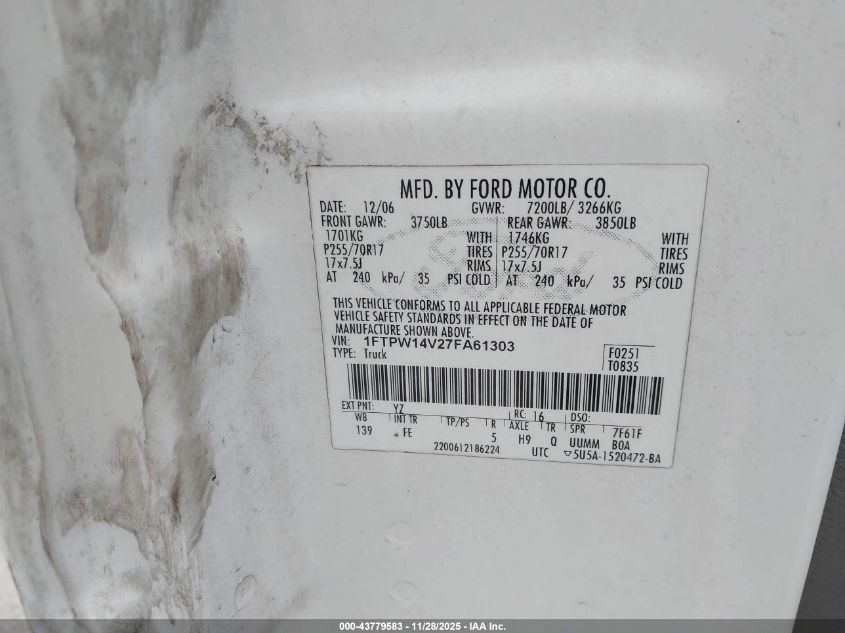 MFD. BY FORD MOTOR CO.
DATE: 12/06 GVWR: 7200LB/ 3266KG
FRONT GAWR: 3750LB REAR GAWR: 3850LB
1701KG WITH 1746KG WITH
P255/70R17 TIRES P255/70R17 TIRES
17x7.5J RIMS 17x7.5J RIMS
AT 240 kPa/ 35 PSI COLD AT 240 kPa/ 35 PSI COLD
THIS VEHICLE CONFORMS TO ALL APPLICABLE FEDERAL MOTOR
VEHICLE SAFETY STANDARDS IN EFFECT ON THE DATE OF
MANUFACTURE SHOWN ABOVE.
VIN: 1FTPW14V27FA61303
TYPE: Truck
F0251
T0835
EXT PNT: YZ RC: 16 DSO:
WB INT TR TP/PS R AXLE TR SPR 7F61F
139 . FE 5 H9 Q UUMM BOA
2200612186224 UTC ▽5U5A-1520472-BA
000-43779583 - 11/28/2025 - IAA Inc.